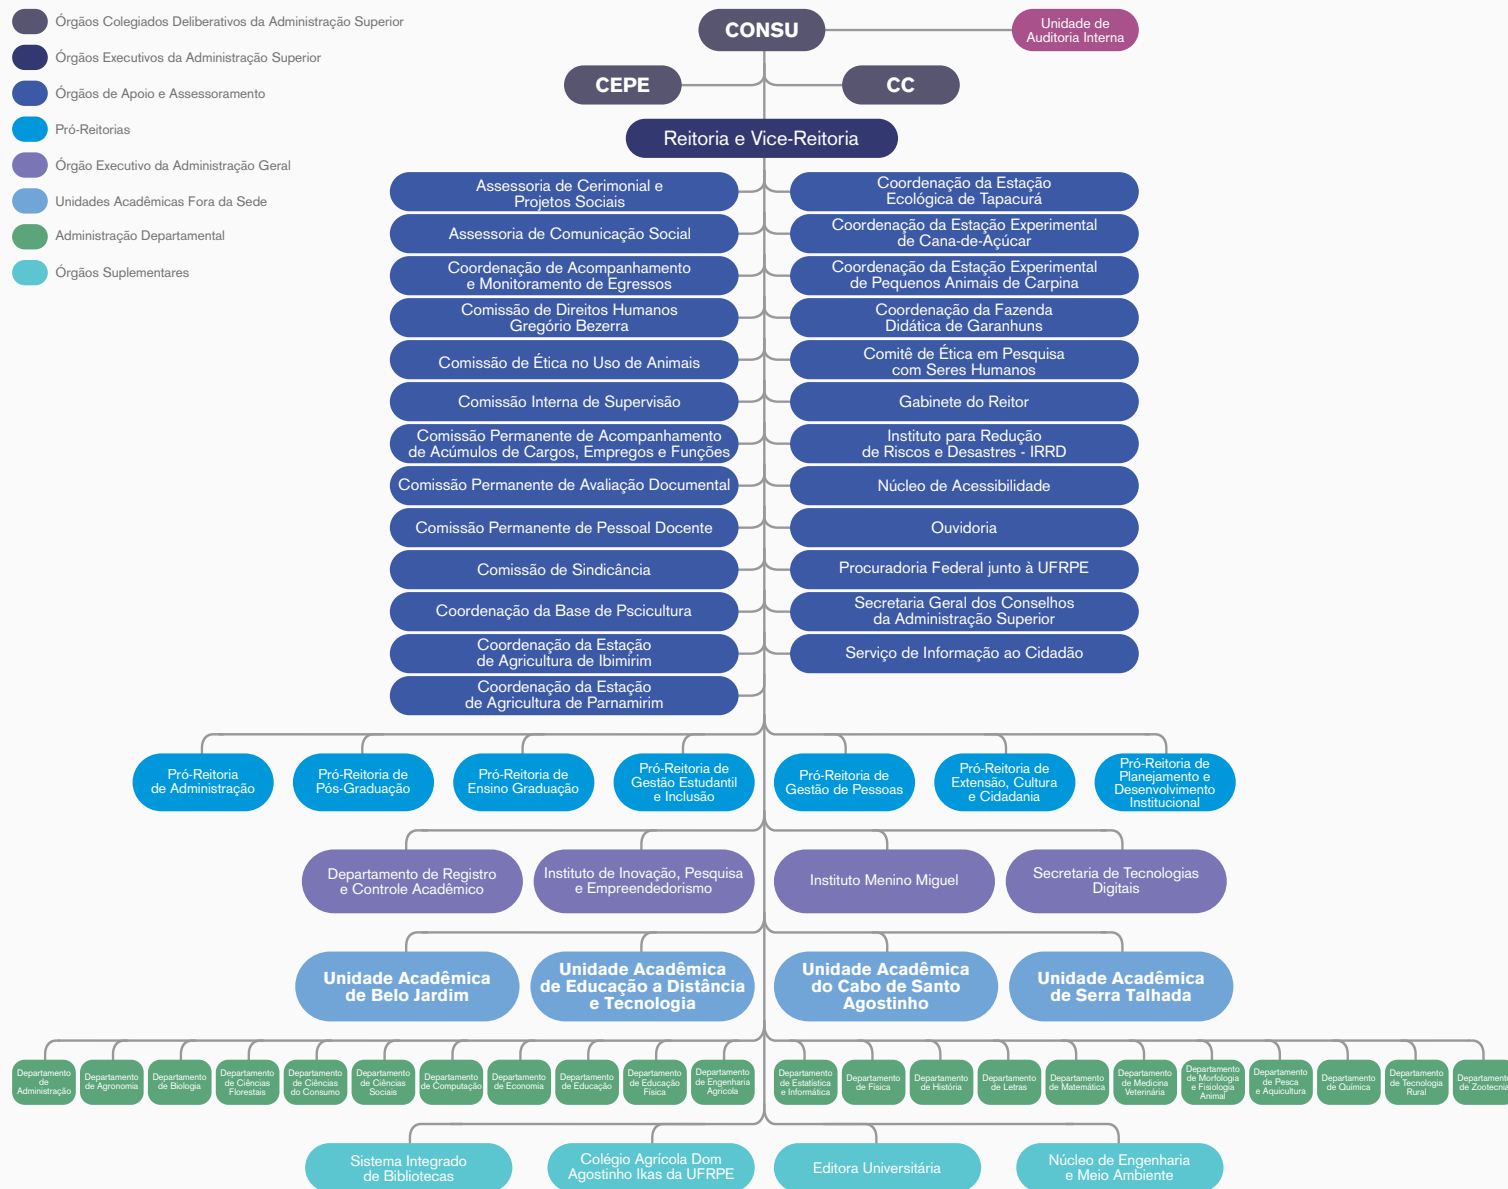 Órgãos Colegiados Deliberativos da Administração Superior
Órgãos Executivos da Administração Superior
Órgãos de Apoio e Assessoramento
Pró-Reitorias
Órgão Executivo da Administração Geral
Unidades Acadêmicas Fora da Sede
Administração Departamental
Órgãos Suplementares
CONSU
Unidade de
Auditoria Interna
CEPE
CC
Reitoria e Vice-Reitoria
Assessoria de Cerimonial e
Projetos Sociais
Assessoria de Comunicação Social
Coordenação de Acompanhamento
e Monitoramento de Egressos
Comissão de Direitos Humanos
Gregório Bezerra
Comissão de Ética no Uso de Animais
Comissão Interna de Supervisão
Comissão Permanente de Acompanhamento
de Acúmulos de Cargos, Empregos e Funções
Comissão Permanente de Avaliação Documental
Comissão Permanente de Pessoal Docente
Comissão de Sindicância
Coordenação da Base de Pscicultura
Coordenação da Estação
de Agricultura de Ibimirim
Coordenação da Estação
de Agricultura de Parnamirim
Coordenação da Estação
Ecológica de Tapacurá
Coordenação da Estação Experimental
de Cana-de-Açúcar
Coordenação da Estação Experimental
de Pequenos Animais de Carpina
Coordenação da Fazenda
Didática de Garanhuns
Comitê de Ética em Pesquisa
com Seres Humanos
Gabinete do Reitor
Instituto para Redução
de Riscos e Desastres - IRRD
Núcleo de Acessibilidade
Ouvidoria
Procuradoria Federal junto à UFRPE
Secretaria Geral dos Conselhos
da Administração Superior
Serviço de Informação ao Cidadão
Pró-Reitoria
de Administração
Pró-Reitoria de
Pós-Graduação
Pró-Reitoria de
Ensino Graduação
Pró-Reitoria de
Gestão Estudantil
e Inclusão
Pró-Reitoria de
Gestão de Pessoas
Pró-Reitoria de
Extensão, Cultura
e Cidadania
Pró-Reitoria de
Planejamento e
Desenvolvimento
Institucional
Departamento de Registro
e Controle Acadêmico
Instituto de Inovação, Pesquisa
e Empreendedorismo
Instituto Menino Miguel
Secretaria de Tecnologias
Digitais
Unidade Acadêmica
de Belo Jardim
Unidade Acadêmica
de Educação a Distância
e Tecnologia
Unidade Acadêmica
do Cabo de Santo
Agostinho
Unidade Acadêmica
de Serra Talhada
Departamento
de
Administração
Departamento
de Agronomia
Departamento
de Biologia
Departamento
de Ciências
Florestais
Departamento
de Ciências
do Consumo
Departamento
de Ciências
Sociais
Departamento
de Computação
Departamento
de Economia
Departamento
de Educação
Departamento
de Educação
Física
Departamento
de Engenharia
Agrícola
Departamento
de Estatística
e Informática
Departamento
de Física
Departamento
de História
Departamento
de Letras
Departamento
de Matemática
Departamento
de Medicina
Veterinária
Departamento
de Morfologia
e Fisiologia
Animal
Departamento
de Pesca
e Aquicultura
Departamento
de Química
Departamento
de Tecnologia
Rural
Departamento
de Zootecnia
Sistema Integrado
de Bibliotecas
Colégio Agrícola Dom
Agostinho Ikas da UFRPE
Editora Universitária
Núcleo de Engenharia
e Meio Ambiente